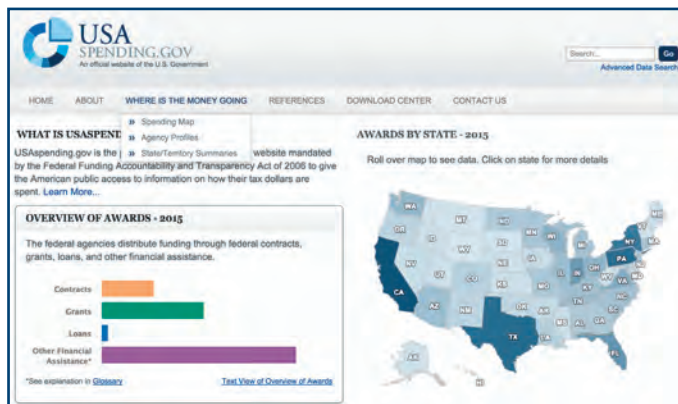 USA
SPENDING.GOV
An official website of the U.S. Government
Search...
Go
Advanced Data Search
HOME ABOUT WHERE IS THE MONEY GOING REFERENCES DOWNLOAD CENTER CONTACT US
» Spending Map
» Agency Profiles
» State/Territory Summaries
WHAT IS USASPEND
USAspending.gov is the website mandated
by the Federal Funding Accountability and Transparency Act of 2006 to give
the American public access to information on how their tax dollars are
spent. Learn More...
OVERVIEW OF AWARDS - 2015
The federal agencies distribute funding through federal contracts,
grants, loans, and other financial assistance.
Contracts
Grants
Loans
Other Financial
Assistance*
*See explanation in Glossary
Text View of Overview of Awards
AWARDS BY STATE - 2015
Roll over map to see data. Click on state for more details
WA MT ND MN ME
OR ID SD WI MI VT NY MA
WY NE IA PA
NV UT CO KS MO IL IN OH WV VA MD
CA KY NC
AZ NM OK AR TN SC
TX LA MS AL GA
FL
AK
HI